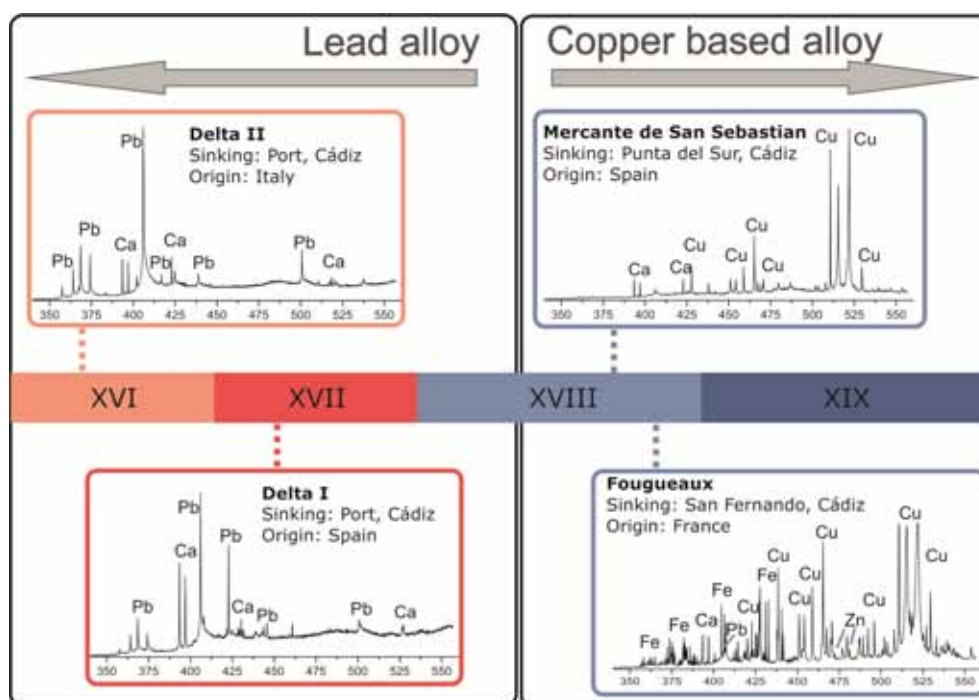 Lead alloy
Copper based alloy
Delta II
Sinking: Port, Cádiz
Origin: Italy
Pb
Pb
Pb
Ca
Pb
Ca
Pb
Pb
Ca
350 375 400 425 450 475 500 525 550
Mercante de San Sebastian
Sinking: Punta del Sur, Cádiz
Origin: Spain
Cu
Cu
Ca
Ca
Cu
Cu
Cu
Cu
Cu
350 375 400 425 450 475 500 525 550
XVI
XVII
XVIII
XIX
Delta I
Sinking: Port, Cádiz
Origin: Spain
Pb
Pb
Ca
Pb
Ca
Pb
Pb
Ca
350 375 400 425 450 475 500 525 550
Fougueaux
Sinking: San Fernando, Cádiz
Origin: France
Fe
Fe
Ca
Fe
Pb
Cu
Fe
Cu
Cu
Cu
Cu
Zn
Cu
Cu
Cu
350 375 400 425 450 475 500 525 550